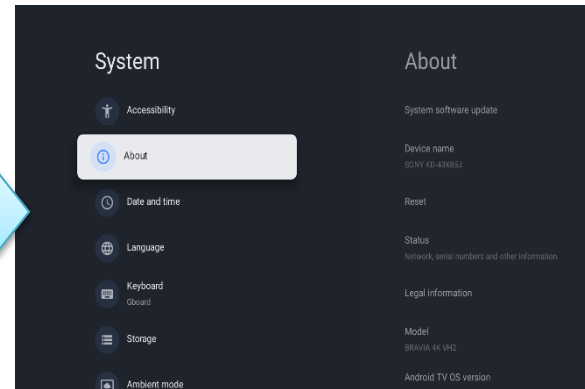 System
Accessibility
About
Date and time
Language
Keyboard
Gboard
Storage
Ambient mode
About
System software update
Device name
SONY KD-43X85J
Reset
Status
Network, serial numbers and other information
Legal information
Model
BRAVIA 4K VH2
Android TV OS version